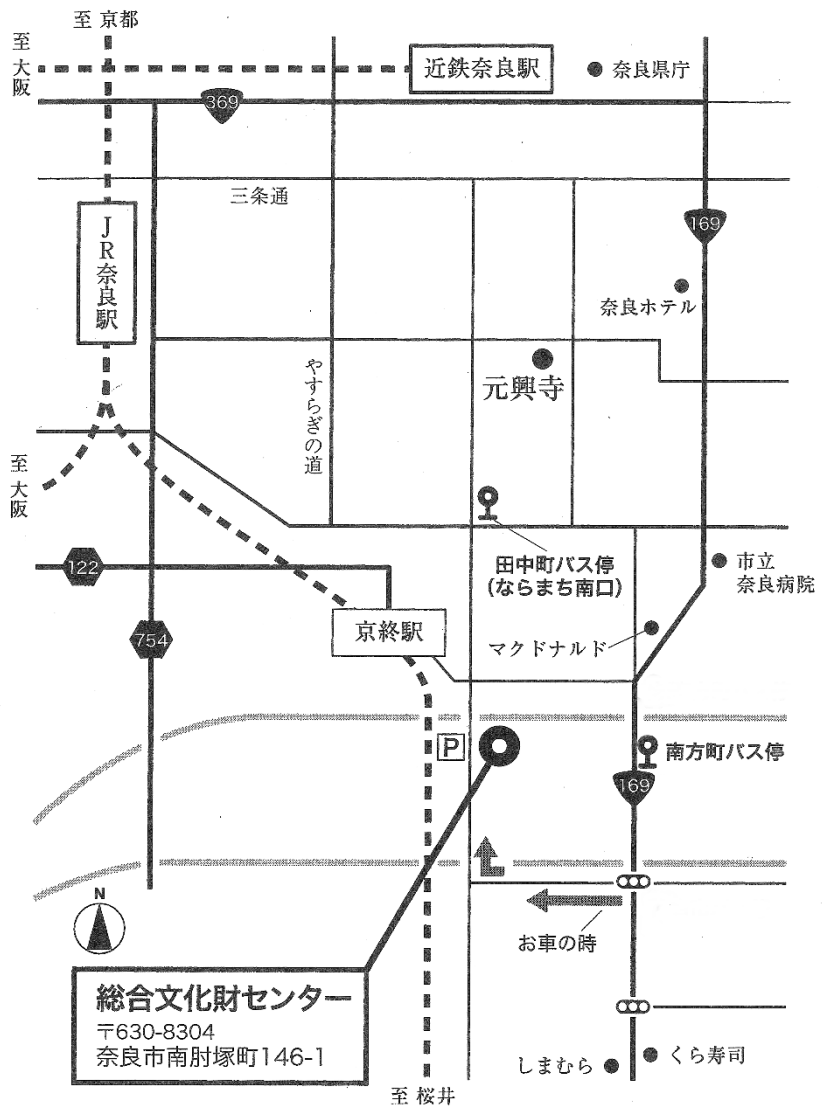 至 京都
至 大阪
近鉄奈良駅
奈良県庁
369
三条通
JR奈良駅
169
奈良ホテル
元興寺
やすらぎの道
至 大阪
田中町バス停
(ならまち南口)
市立
奈良病院
122
754
京終駅
マクドナルド
P
南方町バス停
169
N
お車の時
総合文化財センター
〒630-8304
奈良市南肘塚町146-1
しまむら
くら寿司
至 桜井